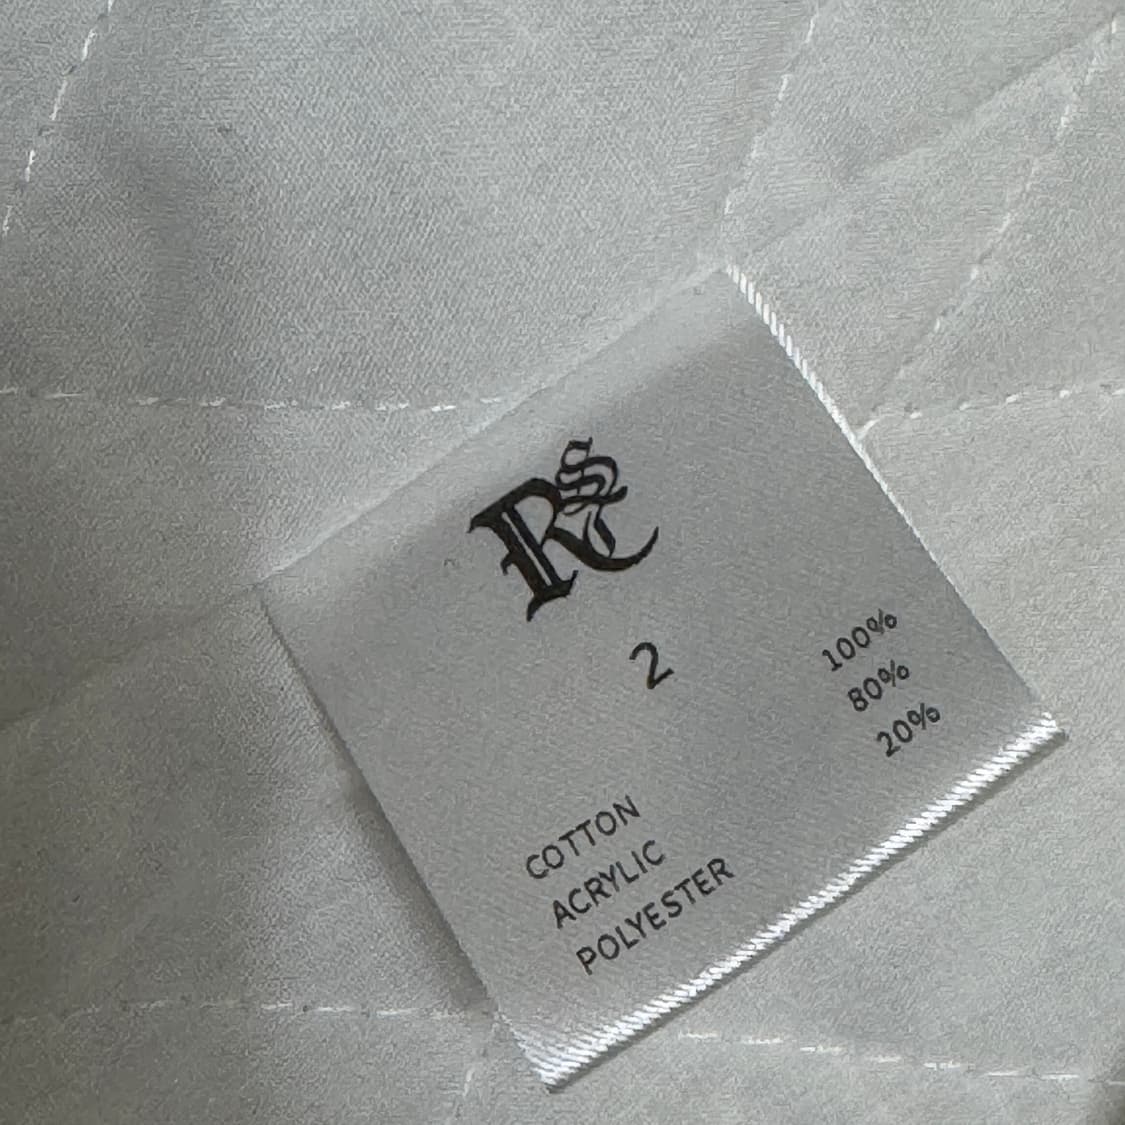 Rs
2
COTTON 100%
ACRYLIC 80%
POLYESTER 20%